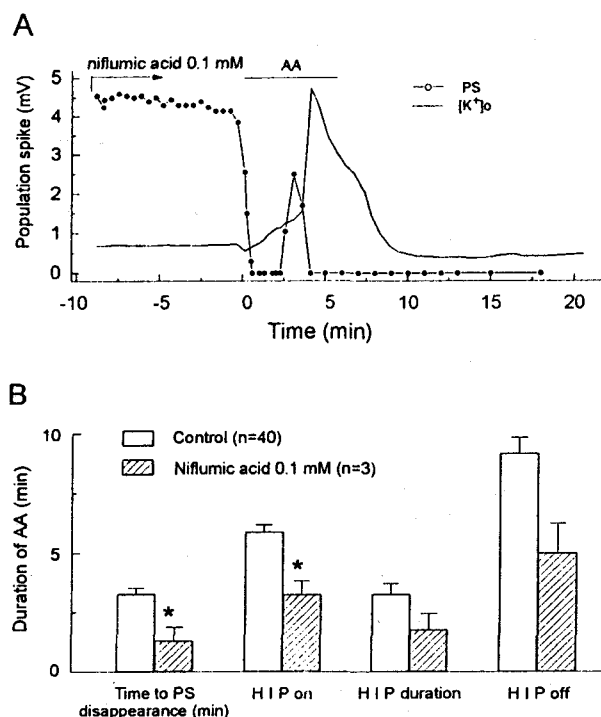 A
niflumic acid 0.1 mM
AA
PS
[K+]o
Population spike (mV)
5
4
3
2
1
0
-10
-5
0
5
10
15
20
Time (min)
B
Control (n=40)
Niflumic acid 0.1 mM (n=3)
Duration of AA (min)
10
5
0
*
*
Time to PS
disappearance (min)
H I P on
H I P duration
H I P off